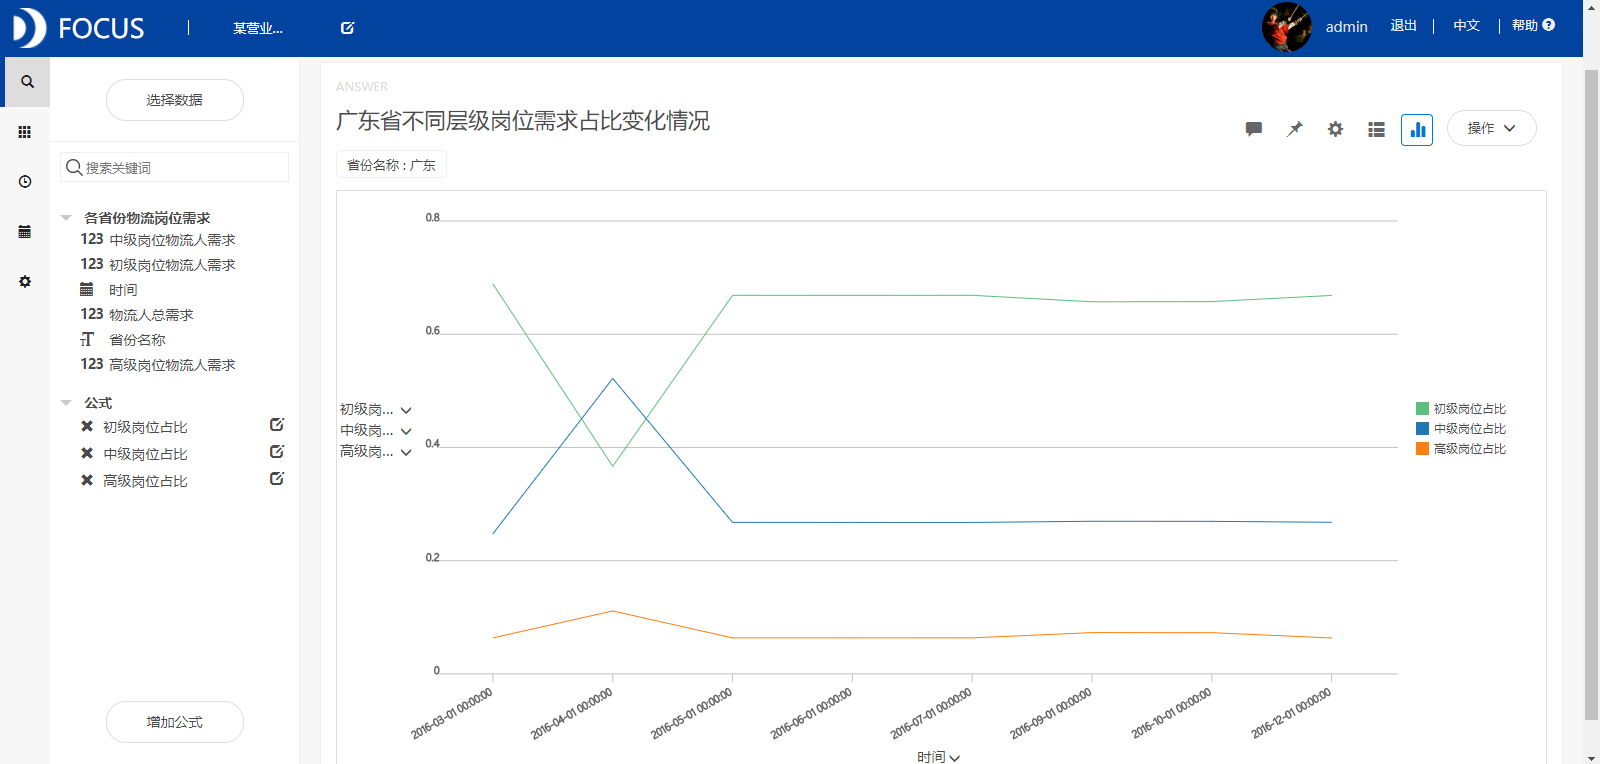 FOCUS
某营业...
admin
退出
中文
帮助
选择数据
搜索关键词
各省份物流岗位需求
123 中级岗位物流人需求
123 初级岗位物流人需求
时间
123 物流人总需求
T 省份名称
123 高级岗位物流人需求
公式
初级岗位占比
中级岗位占比
高级岗位占比
增加公式
ANSWER
广东省不同层级岗位需求占比变化情况
操作
省份名称 : 广东
0.8
0.6
0.4
0.2
0
初级岗...
中级岗...
高级岗...
初级岗位占比
中级岗位占比
高级岗位占比
2016-03-01 00:00:00
2016-04-01 00:00:00
2016-05-01 00:00:00
2016-06-01 00:00:00
2016-07-01 00:00:00
2016-09-01 00:00:00
2016-10-01 00:00:00
2016-12-01 00:00:00
时间